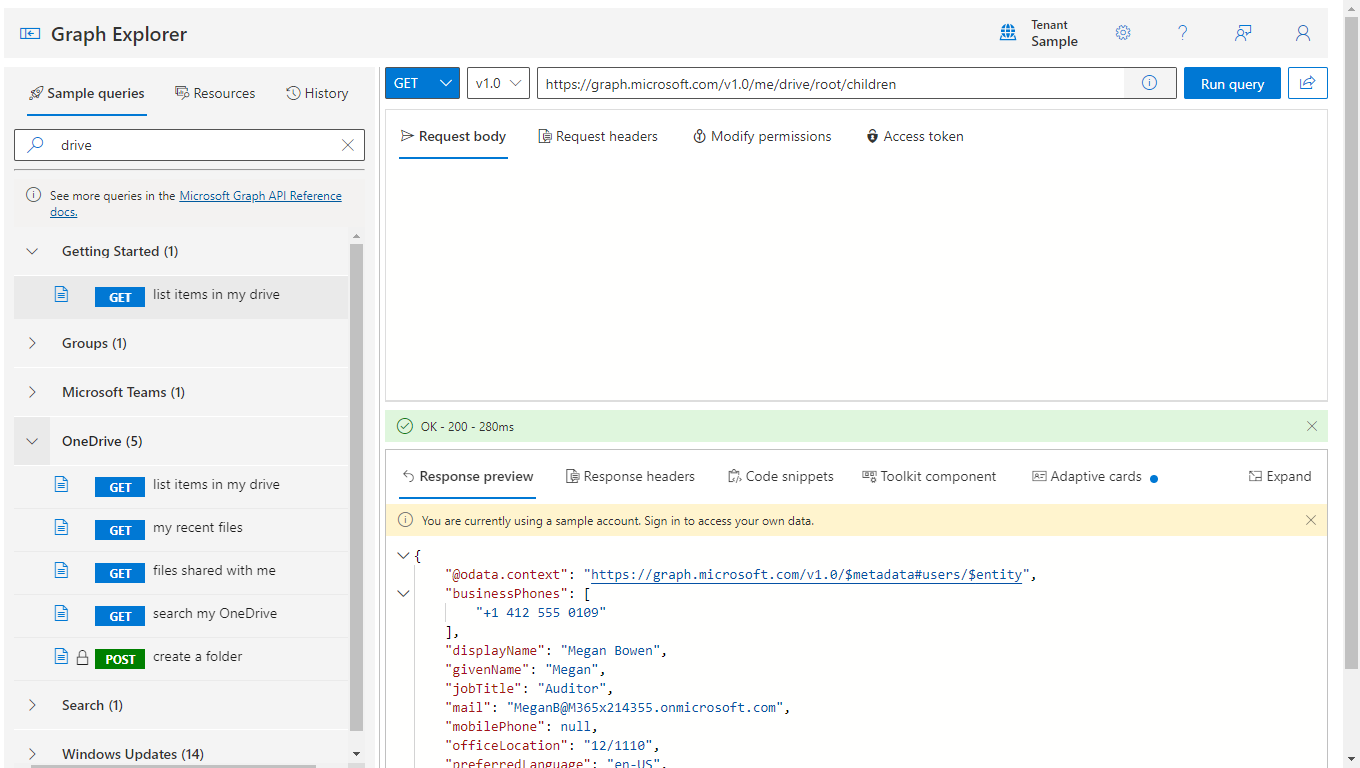 Graph Explorer
Tenant
Sample
Sample queries
Resources
History
drive
See more queries in the Microsoft Graph API Reference
docs.
Getting Started (1)
GET list items in my drive
Groups (1)
Microsoft Teams (1)
OneDrive (5)
GET list items in my drive
GET my recent files
GET files shared with me
GET search my OneDrive
POST create a folder
Search (1)
Windows Updates (14)
GET
v1.0
https://graph.microsoft.com/v1.0/me/drive/root/children
Run query
Request body
Request headers
Modify permissions
Access token
OK - 200 - 280ms
Response preview
Response headers
Code snippets
Toolkit component
Adaptive cards
Expand
You are currently using a sample account. Sign in to access your own data.
{
"@odata.context": "https://graph.microsoft.com/v1.0/$metadata#users/$entity",
"businessPhones": [
"+1 412 555 0109"
],
"displayName": "Megan Bowen",
"givenName": "Megan",
"jobTitle": "Auditor",
"mail": "MeganB@M365x214355.onmicrosoft.com",
"mobilePhone": null,
"officeLocation": "12/1110",
"preferredLanguage": "en-US",